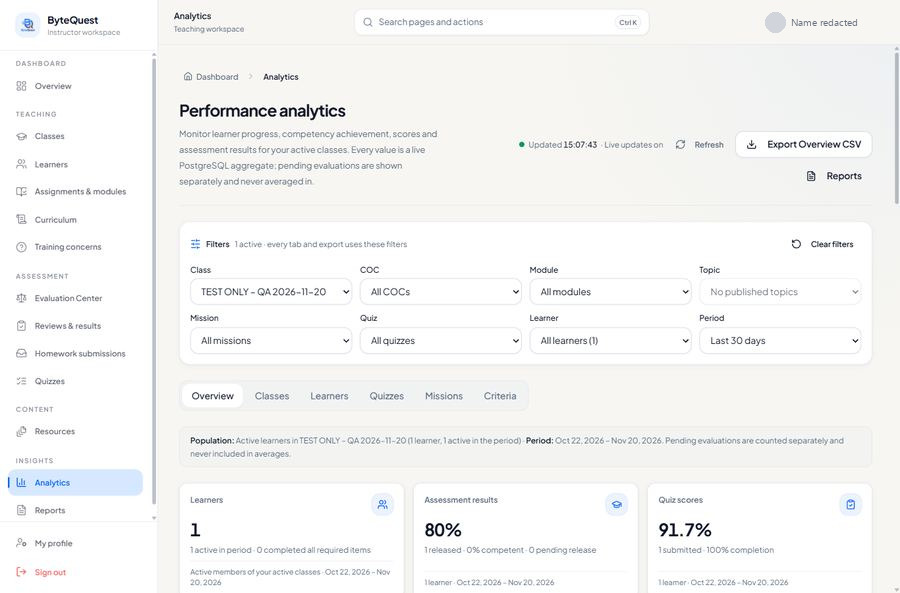 ByteQuest
Instructor workspace
DASHBOARD
Overview
TEACHING
Classes
Learners
Assignments & modules
Curriculum
Training concerns
ASSESSMENT
Evaluation Center
Reviews & results
Homework submissions
Quizzes
CONTENT
Resources
INSIGHTS
Analytics
Reports
My profile
Sign out
Analytics
Teaching workspace
Search pages and actions
Ctrl K
Name redacted
Dashboard
Analytics
Performance analytics
Monitor learner progress, competency achievement, scores and
assessment results for your active classes. Every value is a live
PostgreSQL aggregate; pending evaluations are shown
separately and never averaged in.
Updated 15:07:43 · Live updates on
Refresh
Export Overview CSV
Reports
Filters 1 active · every tab and export uses these filters
Clear filters
Class
COC
Module
Topic
TEST ONLY – QA 2026-11-20
All COCs
All modules
No published topics
Mission
Quiz
Learner
Period
All missions
All quizzes
All learners (1)
Last 30 days
Overview
Classes
Learners
Quizzes
Missions
Criteria
Population: Active learners in TEST ONLY – QA 2026-11-20 (1 learner, 1 active in the period) · Period: Oct 22, 2026 – Nov 20, 2026. Pending evaluations are counted separately and
never included in averages.
Learners
1
1 active in period · 0 completed all required items
Active members of your active classes · Oct 22, 2026 – Nov
20, 2026
Assessment results
80%
1 released · 0% competent · 0 pending release
1 learner · Oct 22, 2026 – Nov 20, 2026
Quiz scores
91.7%
1 submitted · 100% completion
1 learner · Oct 22, 2026 – Nov 20, 2026